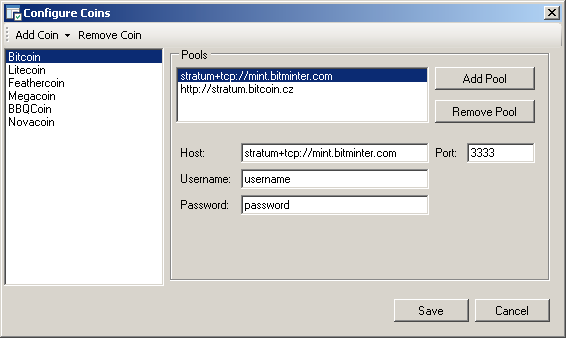 Configure Coins
Add Coin Remove Coin
Bitcoin
Litecoin
Feathercoin
Megacoin
BBQCoin
Novacoin
Pools
stratum+tcp://mint.bitminter.com
http://stratum.bitcoin.cz
Add Pool
Remove Pool
Host: stratum+tcp://mint.bitminter.com Port: 3333
Username: username
Password: password
Save Cancel